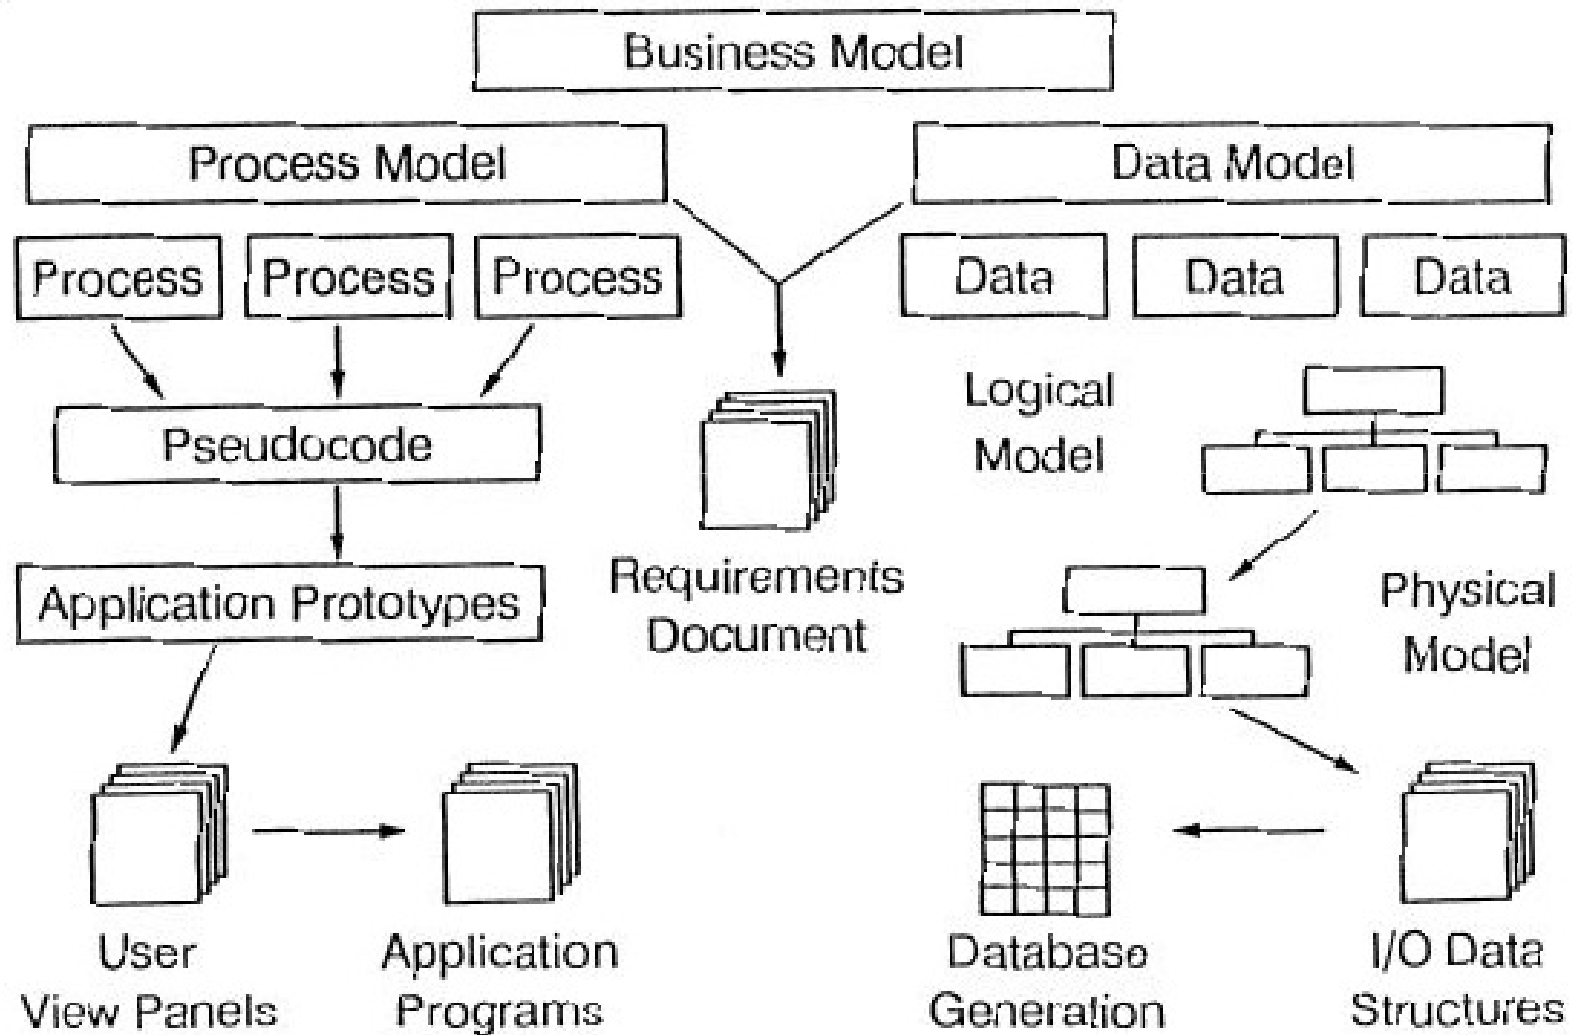 Business Model
Process Model
Data Model
Process
Process
Process
Data
Data
Data
Pseudocode
Logical
Model
Application Prototypes
Requirements
Document
Physical
Model
User
View Panels
Application
Programs
Database
Generation
I/O Data
Structures